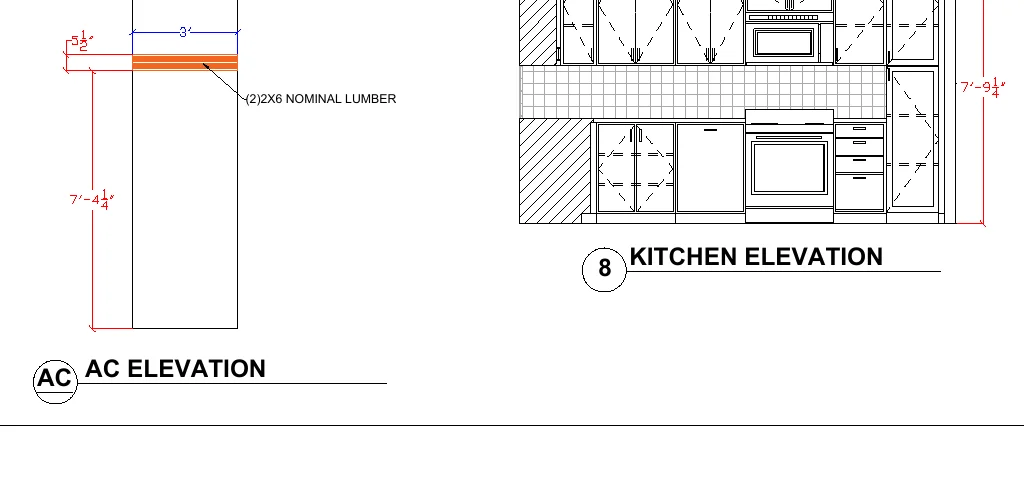 3'
5 1/2"
(2)2X6 NOMINAL LUMBER
7'-9 1/4"
7'-4 1/4"
8 KITCHEN ELEVATION
AC AC ELEVATION